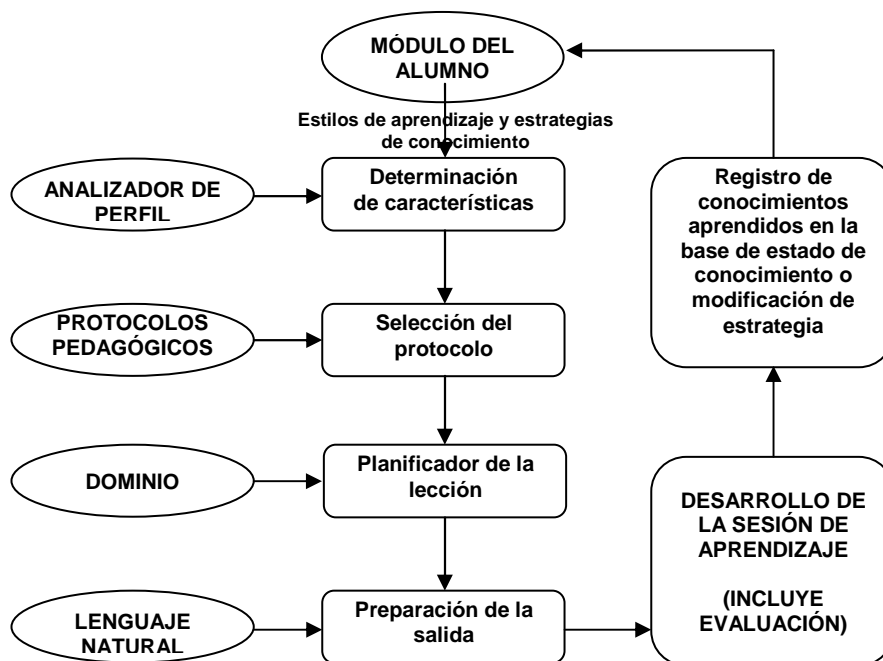 MÓDULO DEL
ALUMNO
Estilos de aprendizaje y estrategias
de conocimiento
ANALIZADOR DE
PERFIL
Determinación
de características
Registro de
conocimientos
aprendidos en la
base de estado de
conocimiento o
modificación de
estrategia
PROTOCOLOS
PEDAGÓGICOS
Selección del
protocolo
DOMINIO
Planificador de la
lección
DESARROLLO DE
LA SESIÓN DE
APRENDIZAJE
(INCLUYE
EVALUACIÓN)
LENGUAJE
NATURAL
Preparación de la
salida